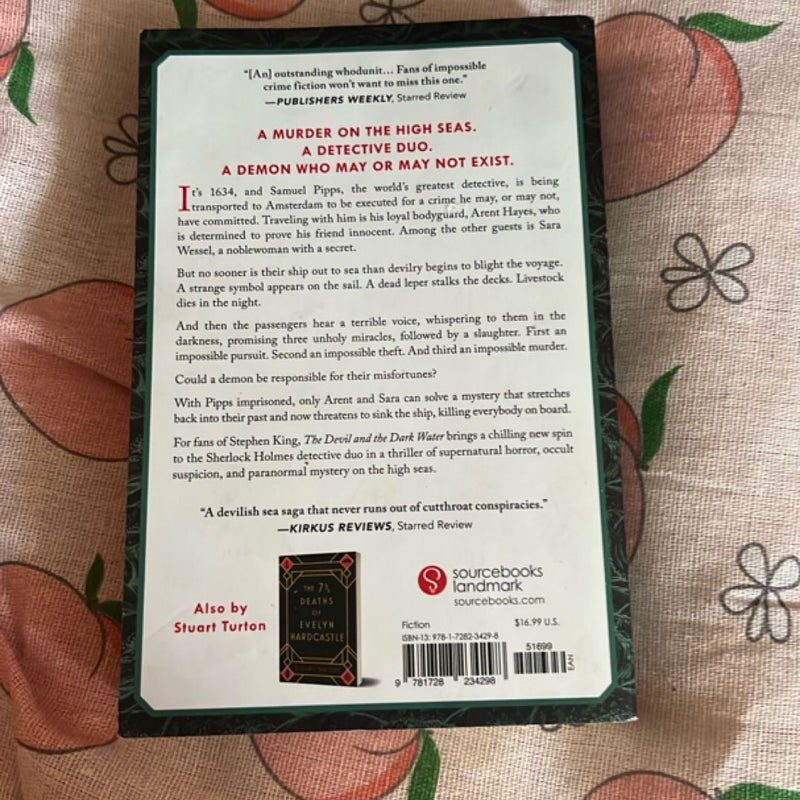 “[An] outstanding whodunit... Fans of impossible
crime fiction won't want to miss this one.”
—PUBLISHERS WEEKLY, Starred Review
A MURDER ON THE HIGH SEAS.
A DETECTIVE DUO.
A DEMON WHO MAY OR MAY NOT EXIST.
It's 1634, and Samuel Pipps, the world's greatest detective, is being
transported to Amsterdam to be executed for a crime he may, or may not,
have committed. Traveling with him is his loyal bodyguard, Arent Hayes, who
is determined to prove his friend innocent. Among the other guests is Sara
Wessel, a noblewoman with a secret.
But no sooner is their ship out to sea than devilry begins to blight the voyage.
A strange symbol appears on the sail. A dead leper stalks the decks. Livestock
dies in the night.
And then the passengers hear a terrible voice, whispering to them in the
darkness, promising three unholy miracles, followed by a slaughter. First an
impossible pursuit. Second an impossible theft. And third an impossible murder.
Could a demon be responsible for their misfortunes?
With Pipps imprisoned, only Arent and Sara can solve a mystery that stretches
back into their past and now threatens to sink the ship, killing everybody on board.
For fans of Stephen King, The Devil and the Dark Water brings a chilling new spin
to the Sherlock Holmes detective duo in a thriller of supernatural horror, occult
suspicion, and paranormal mystery on the high seas.
“A devilish sea saga that never runs out of cutthroat conspiracies.”
—KIRKUS REVIEWS, Starred Review
Also by
Stuart Turton
THE 7½
DEATHS
OF
EVELYN
HARDCASTLE
sourcebooks
landmark
sourcebooks.com
Fiction
$16.99 U.S.
ISBN-13: 978-1-7282-3429-8
51699
EAN
9 781728 234298